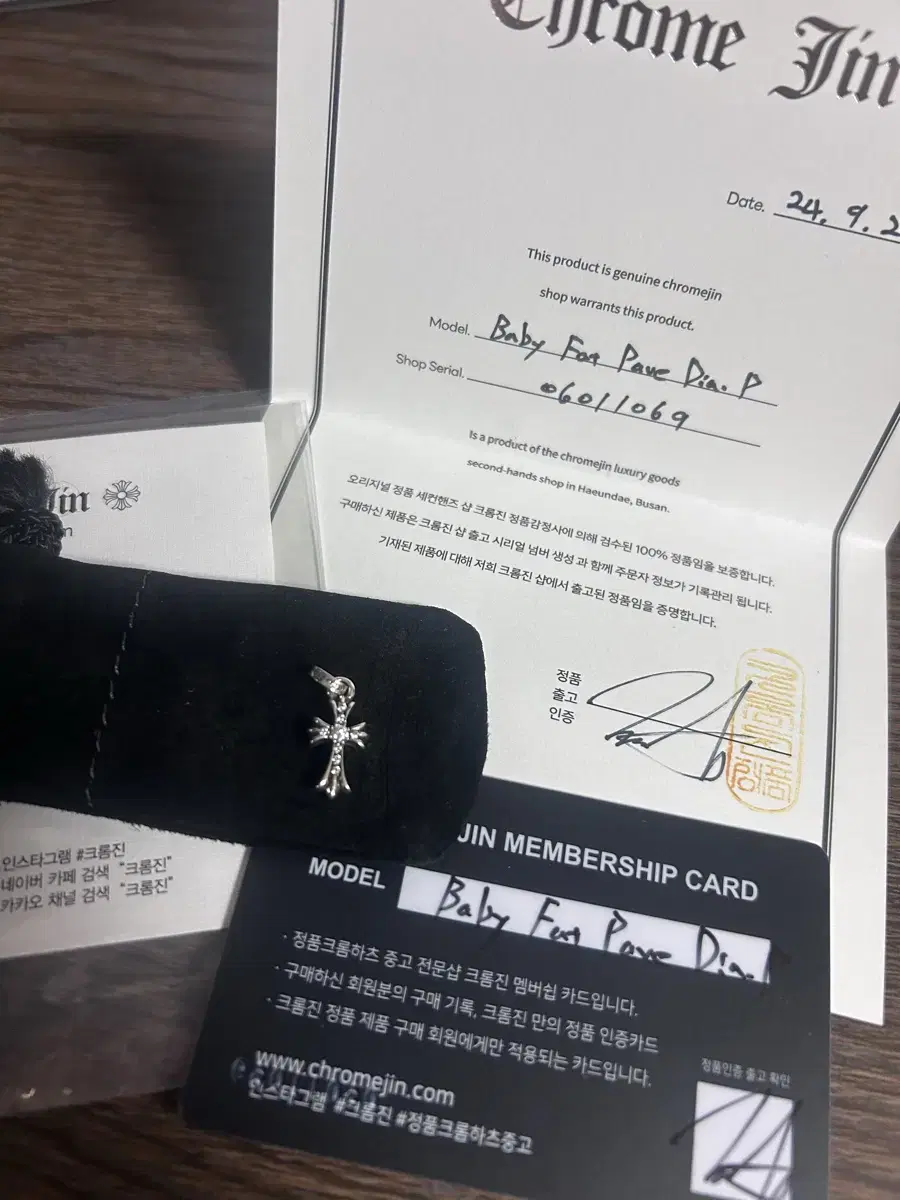 Chrome Jin
Date. 24. 9. 2
This product is genuine chromejin
shop warrants this product.
Model. Baby Fat Pave Dia. P
Shop Serial. 06011069
Is a product of the chromejin luxury goods
second-hands shop in Haeundae, Busan.
오리지널 정품 세컨핸즈 샵 크롬진 정품감정사에 의해 검수된 100% 정품임을 보증합니다.
구매하신 제품은 크롬진 샵 출고 시리얼 넘버 생성 과 함께 주문자 정보가 기록관리 됩니다.
기재된 제품에 대해 저희 크롬진 샵에서 출고된 정품임을 증명합니다.
정품
출고
인증
Jin
인스타그램 #크롬진
네이버 카페 검색 “크롬진”
카카오 채널 검색 “크롬진”
JIN MEMBERSHIP CARD
MODEL Baby Fat Pave Dia. P
· 정품크롬하츠 중고 전문샵 크롬진 멤버쉽 카드입니다.
· 구매하신 회원분의 구매 기록, 크롬진 만의 정품 인증카드
· 크롬진 정품 제품 구매 회원에게만 적용되는 카드입니다.
www.chromejin.com
인스타그램 #크롬진 #정품크롬하츠중고
정품인증 출고 확인